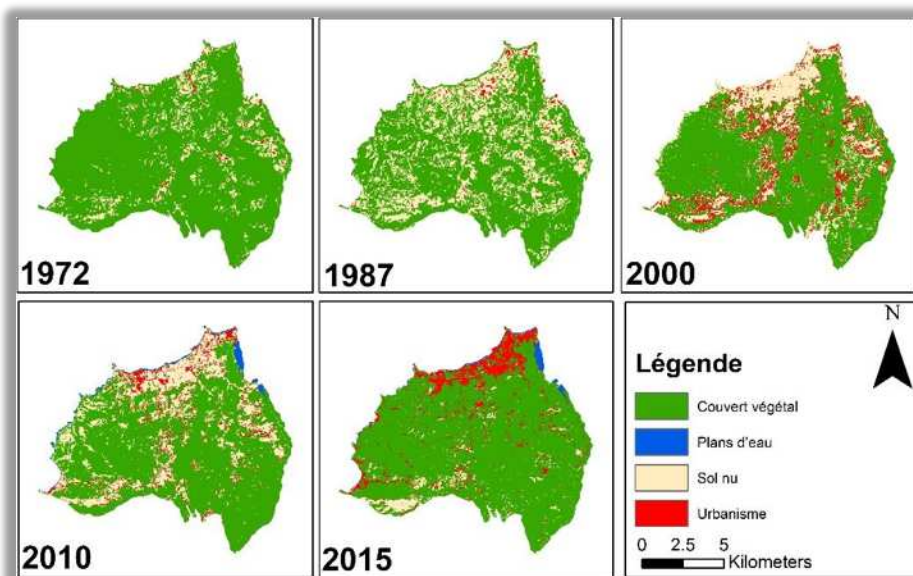 1972
1987
2000
2010
2015
N
Légende
Couvert végétal
Plans d'eau
Sol nu
Urbanisme
0 2.5 5
Kilometers